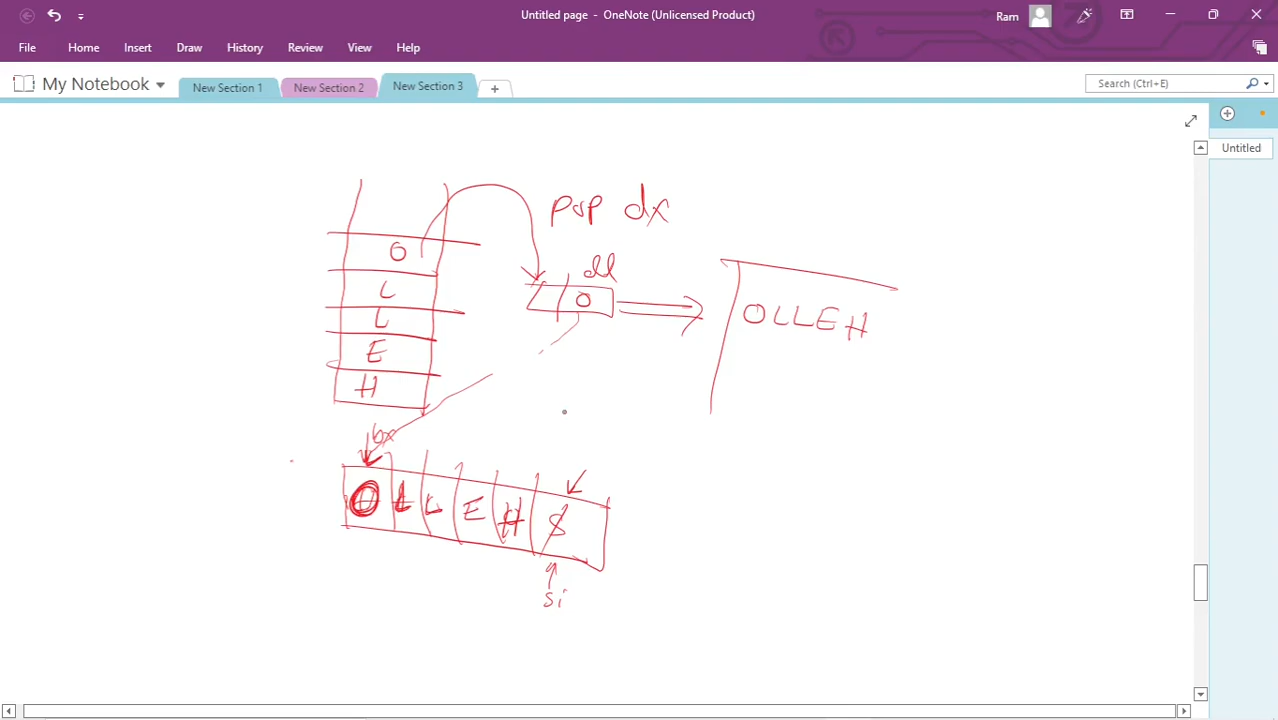 Untitled page - OneNote (Unlicensed Product)
Ram
File Home Insert Draw History Review View Help
My Notebook New Section 1 New Section 2 New Section 3
Search (Ctrl+E)
Untitled
pop dx
O
L
L
E
H
dl
O
OLLEH
bx
O L L E H $
si